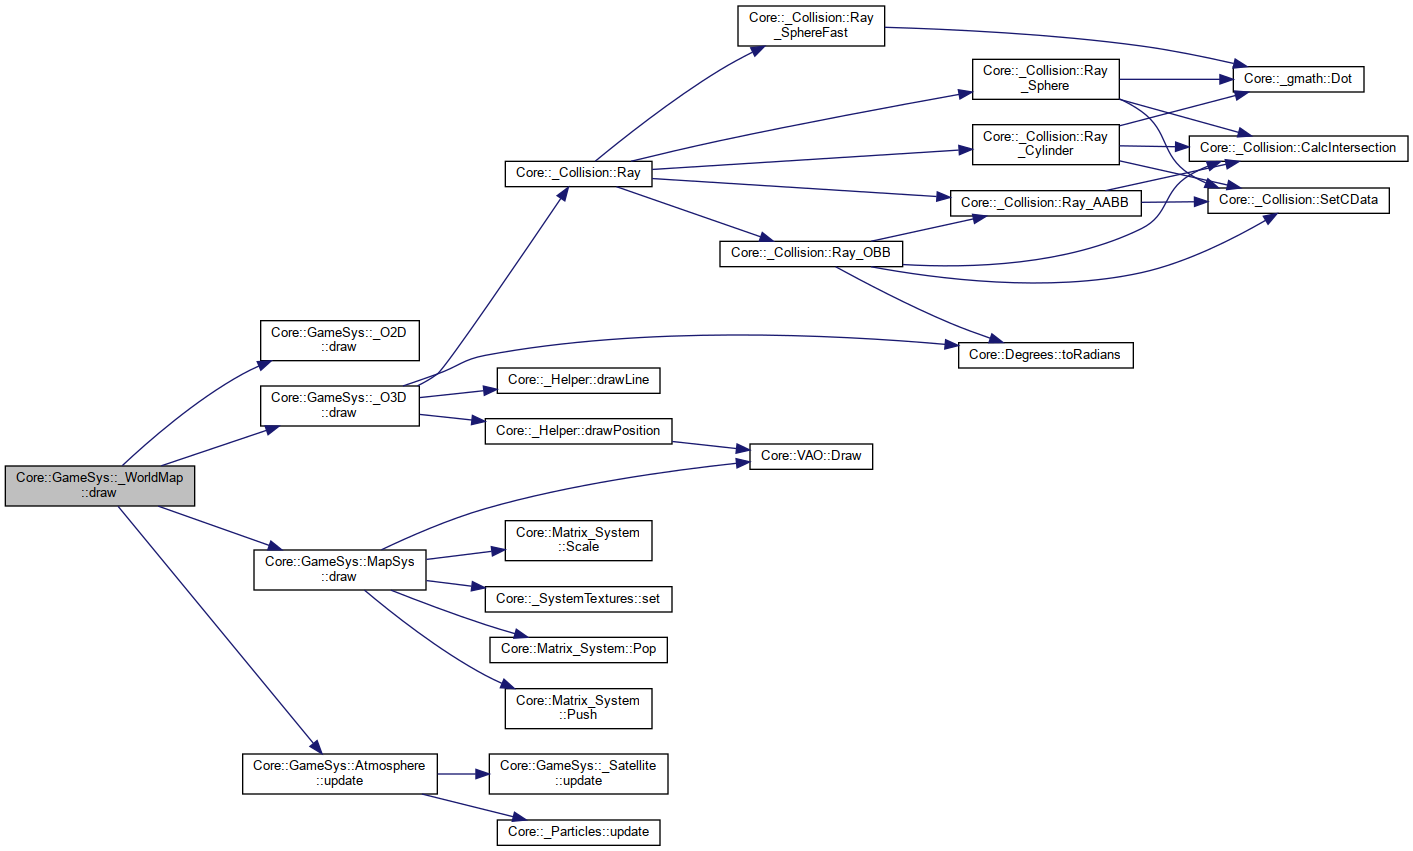 Core::_Collision::Ray
_SphereFast
Core::_Collision::Ray
_Sphere
Core::_gmath::Dot
Core::_Collision::Ray
_Cylinder
Core::_Collision::CalcIntersection
Core::_Collision::Ray
Core::_Collision::Ray_AABB
Core::_Collision::SetCData
Core::_Collision::Ray_OBB
Core::GameSys::_O2D
::draw
Core::Degrees::toRadians
Core::GameSys::_O3D
::draw
Core::_Helper::drawLine
Core::_Helper::drawPosition
Core::VAO::Draw
Core::GameSys::_WorldMap
::draw
Core::Matrix_System
::Scale
Core::GameSys::MapSys
::draw
Core::_SystemTextures::set
Core::Matrix_System::Pop
Core::Matrix_System
::Push
Core::GameSys::Atmosphere
::update
Core::GameSys::_Satellite
::update
Core::_Particles::update